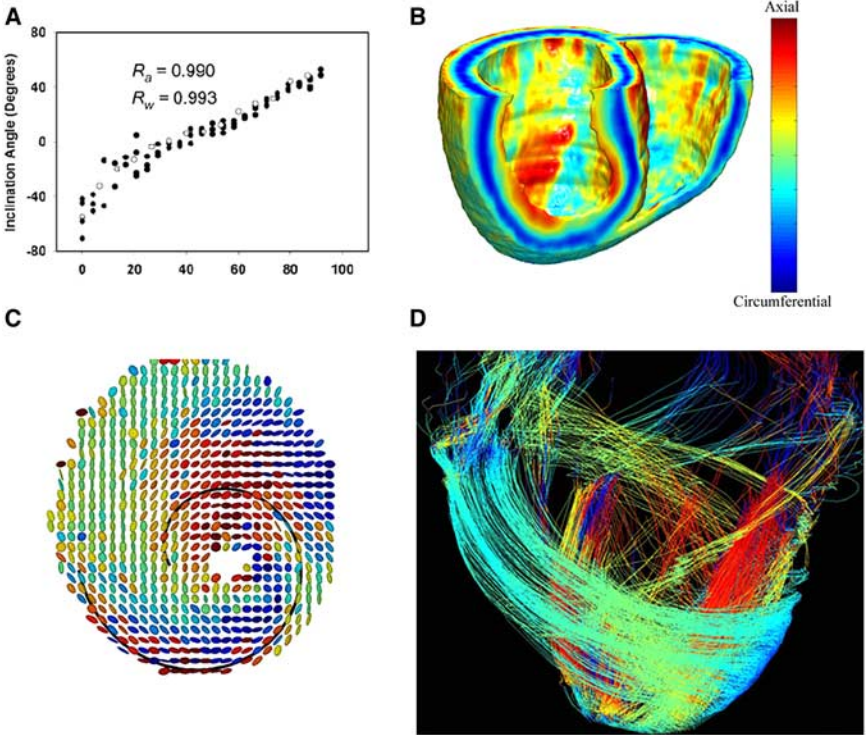 A
80
40
0
-40
-80
Inclination Angle (Degrees)
Ra = 0.990
Rw = 0.993
0 20 40 60 80 100
B
Axial
Circumferential
C
D